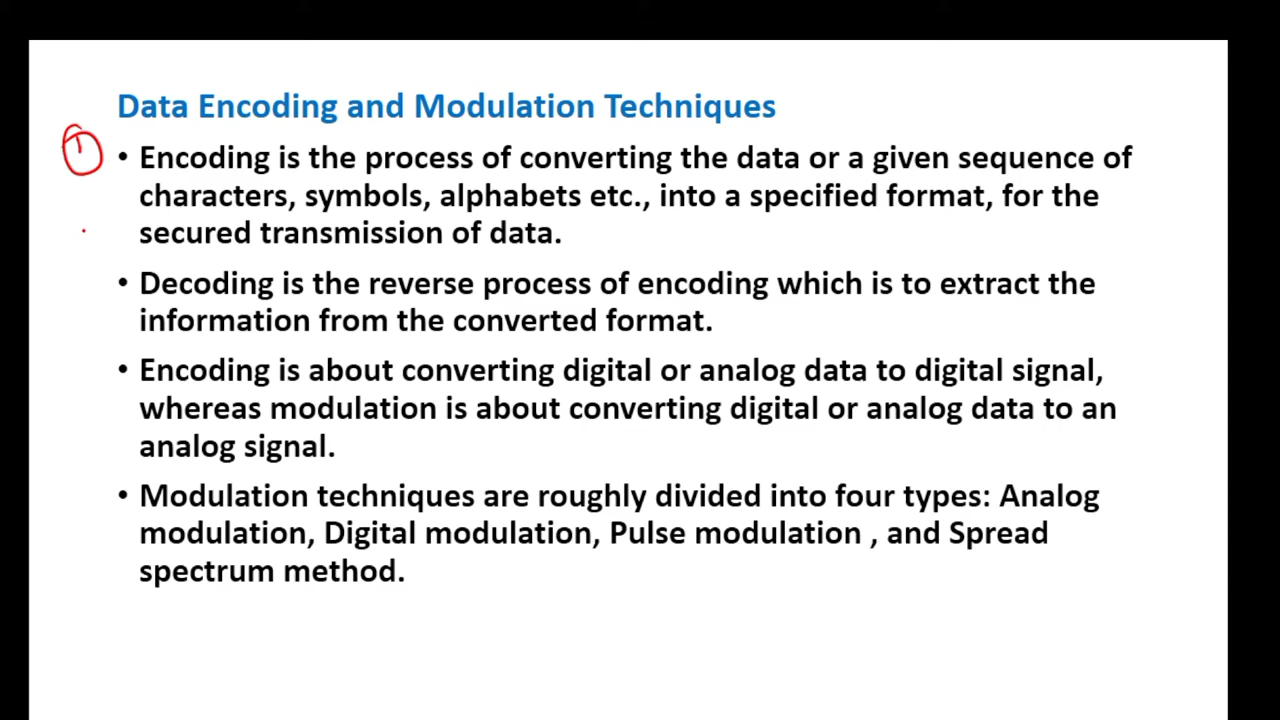 Data Encoding and Modulation Techniques
• Encoding is the process of converting the data or a given sequence of
characters, symbols, alphabets etc., into a specified format, for the
secured transmission of data.
• Decoding is the reverse process of encoding which is to extract the
information from the converted format.
• Encoding is about converting digital or analog data to digital signal,
whereas modulation is about converting digital or analog data to an
analog signal.
• Modulation techniques are roughly divided into four types: Analog
modulation, Digital modulation, Pulse modulation , and Spread
spectrum method.